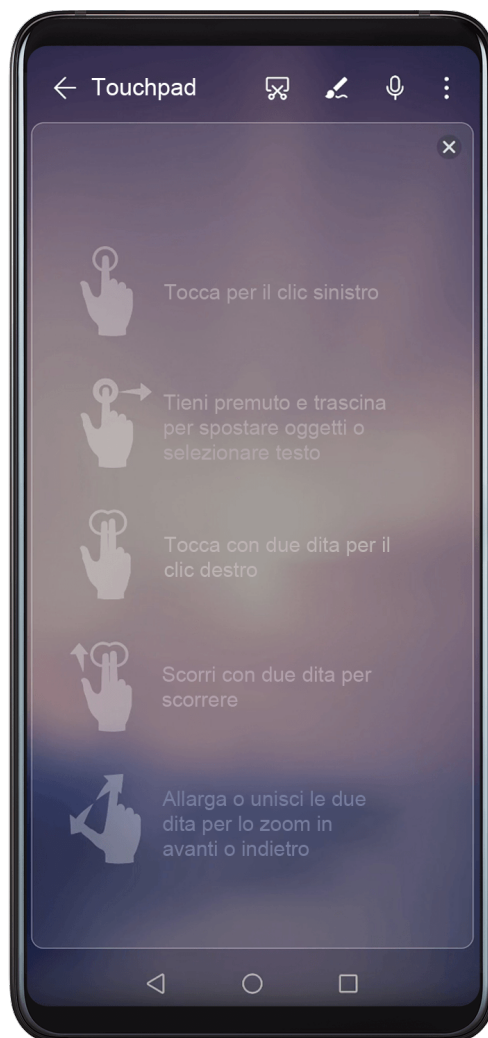 Touchpad
Tocca per il clic sinistro
Tieni premuto e trascina
per spostare oggetti o
selezionare testo
Tocca con due dita per il
clic destro
Scorri con due dita per
scorrere
Allarga o unisci le due
dita per lo zoom in
avanti o indietro